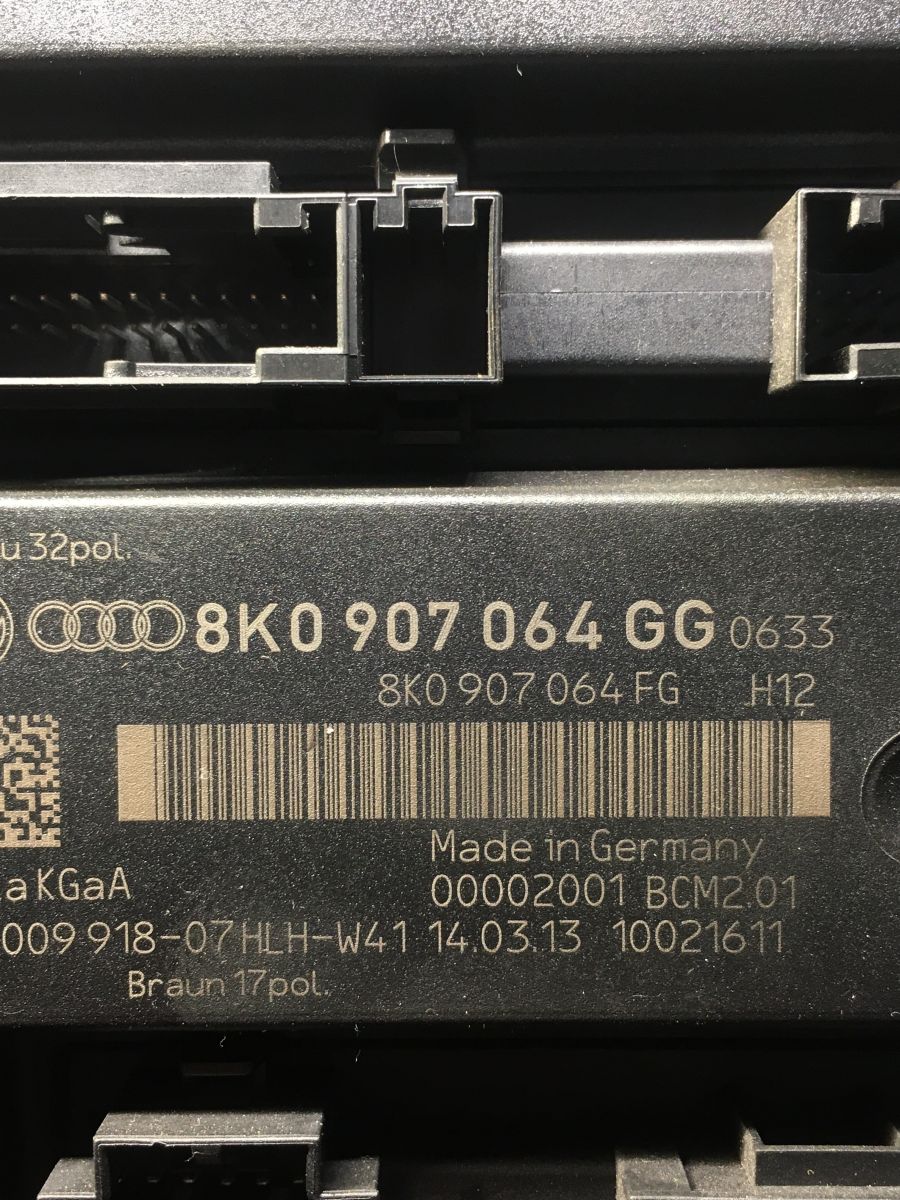 u 32pol.
8K0 907 064 GG 0633
8K0 907 064 FG H12
Made in Germany
a KGaA
00002001 BCM2.01
009 918-07 HLH-W41 14.03.13 10021611
Braun 17pol.